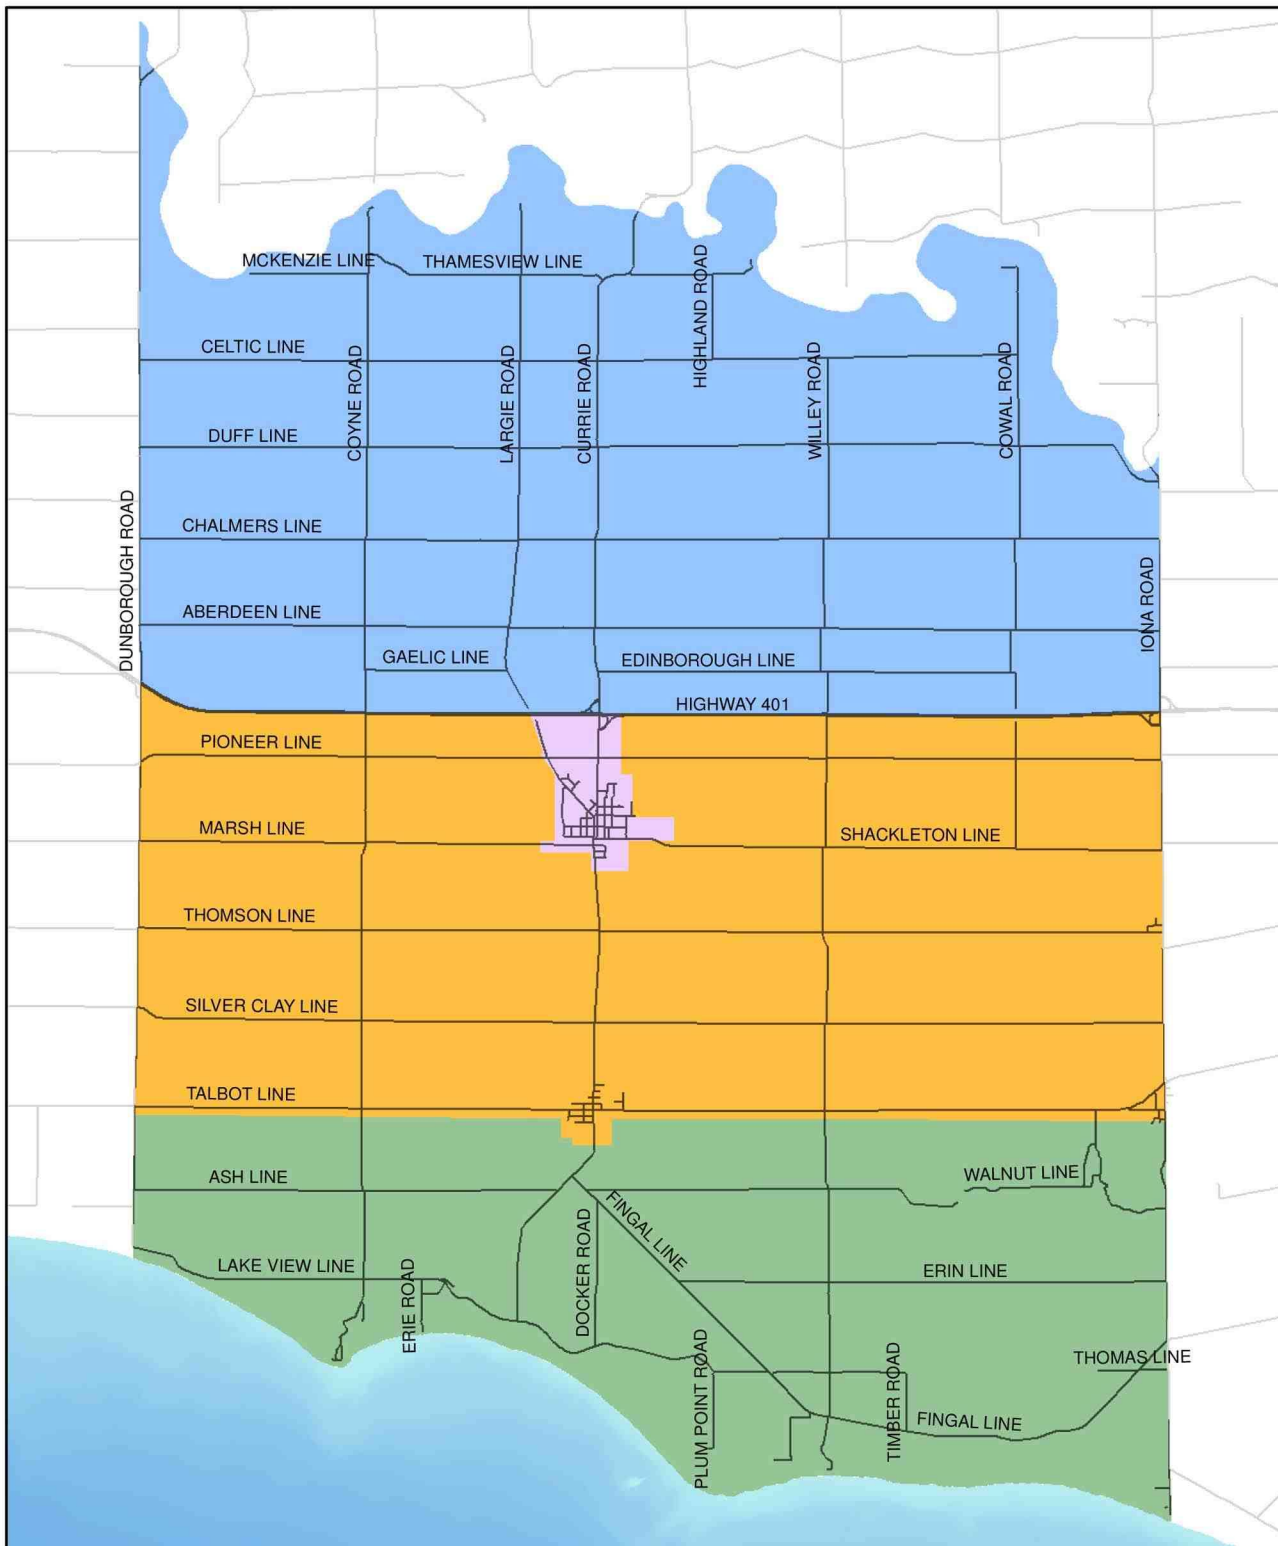 MCKENZIE LINE
THAMESVIEW LINE
HIGHLAND ROAD
CELTIC LINE
COYNE ROAD
LARGIE ROAD
CURRIE ROAD
WILLEY ROAD
COWAL ROAD
DUFF LINE
DUNBOROUGH ROAD
CHALMERS LINE
IONA ROAD
ABERDEEN LINE
GAELIC LINE
EDINBOROUGH LINE
HIGHWAY 401
PIONEER LINE
MARSH LINE
SHACKLETON LINE
THOMSON LINE
SILVER CLAY LINE
TALBOT LINE
ASH LINE
WALNUT LINE
FINGAL LINE
DOCKER ROAD
LAKE VIEW LINE
ERIE ROAD
ERIN LINE
PLUM POINT ROAD
TIMBER ROAD
THOMAS LINE
FINGAL LINE